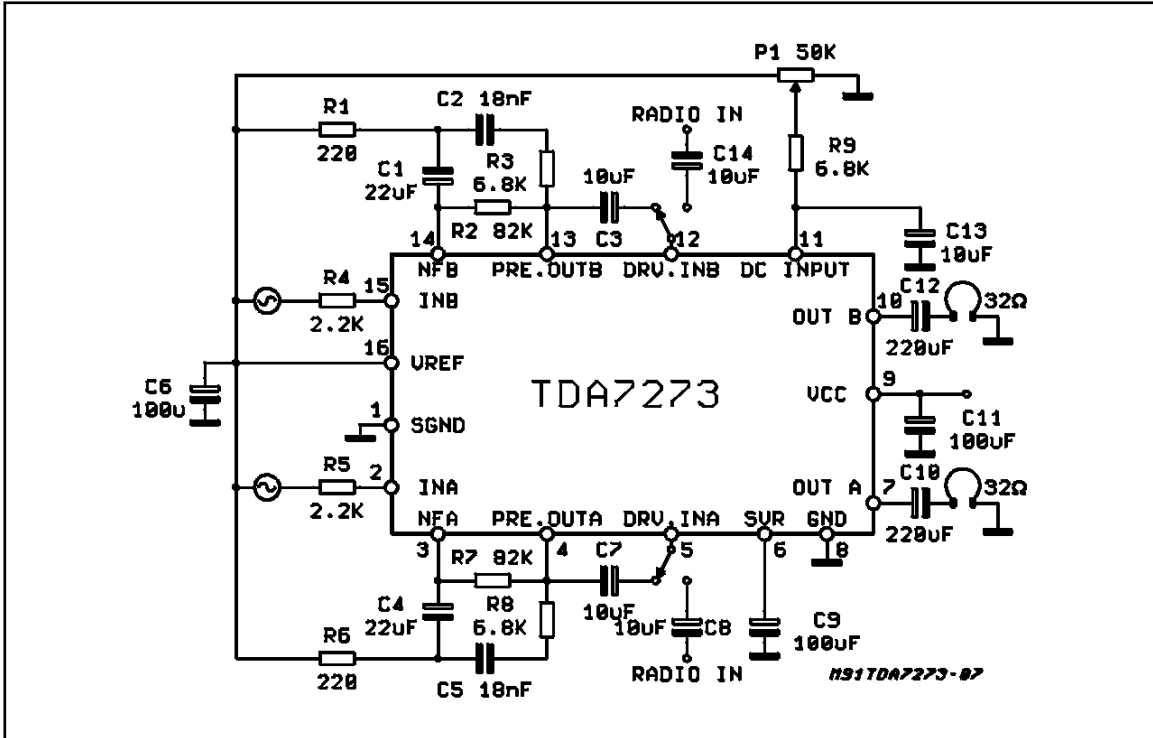 P1 50K
C2 18nF
RADIO IN
R1
220
C1
22uF
R3
6.8K
10uF
C14
10uF
R9
6.8K
R2 82K
C3
C13
10uF
14
13
12
11
NFB
PRE.OUTB
DRV.INB
DC INPUT
R4
2.2K
15
INB
10
OUT B
C12
220uF
32Ω
16
VREF
C6
100u
TDA7273
9
VCC
C11
100uF
1
SGND
R5
2.2K
2
INA
7
OUT A
C10
220uF
32Ω
NFA
PRE.OUTA
DRV.INA
SVR
GND
3
4
5
6
8
R7 82K
C7
10uF
C4
22uF
R8
6.8K
10uF
C8
C9
100uF
R6
220
C5 18nF
RADIO IN
M91TDA7273-07